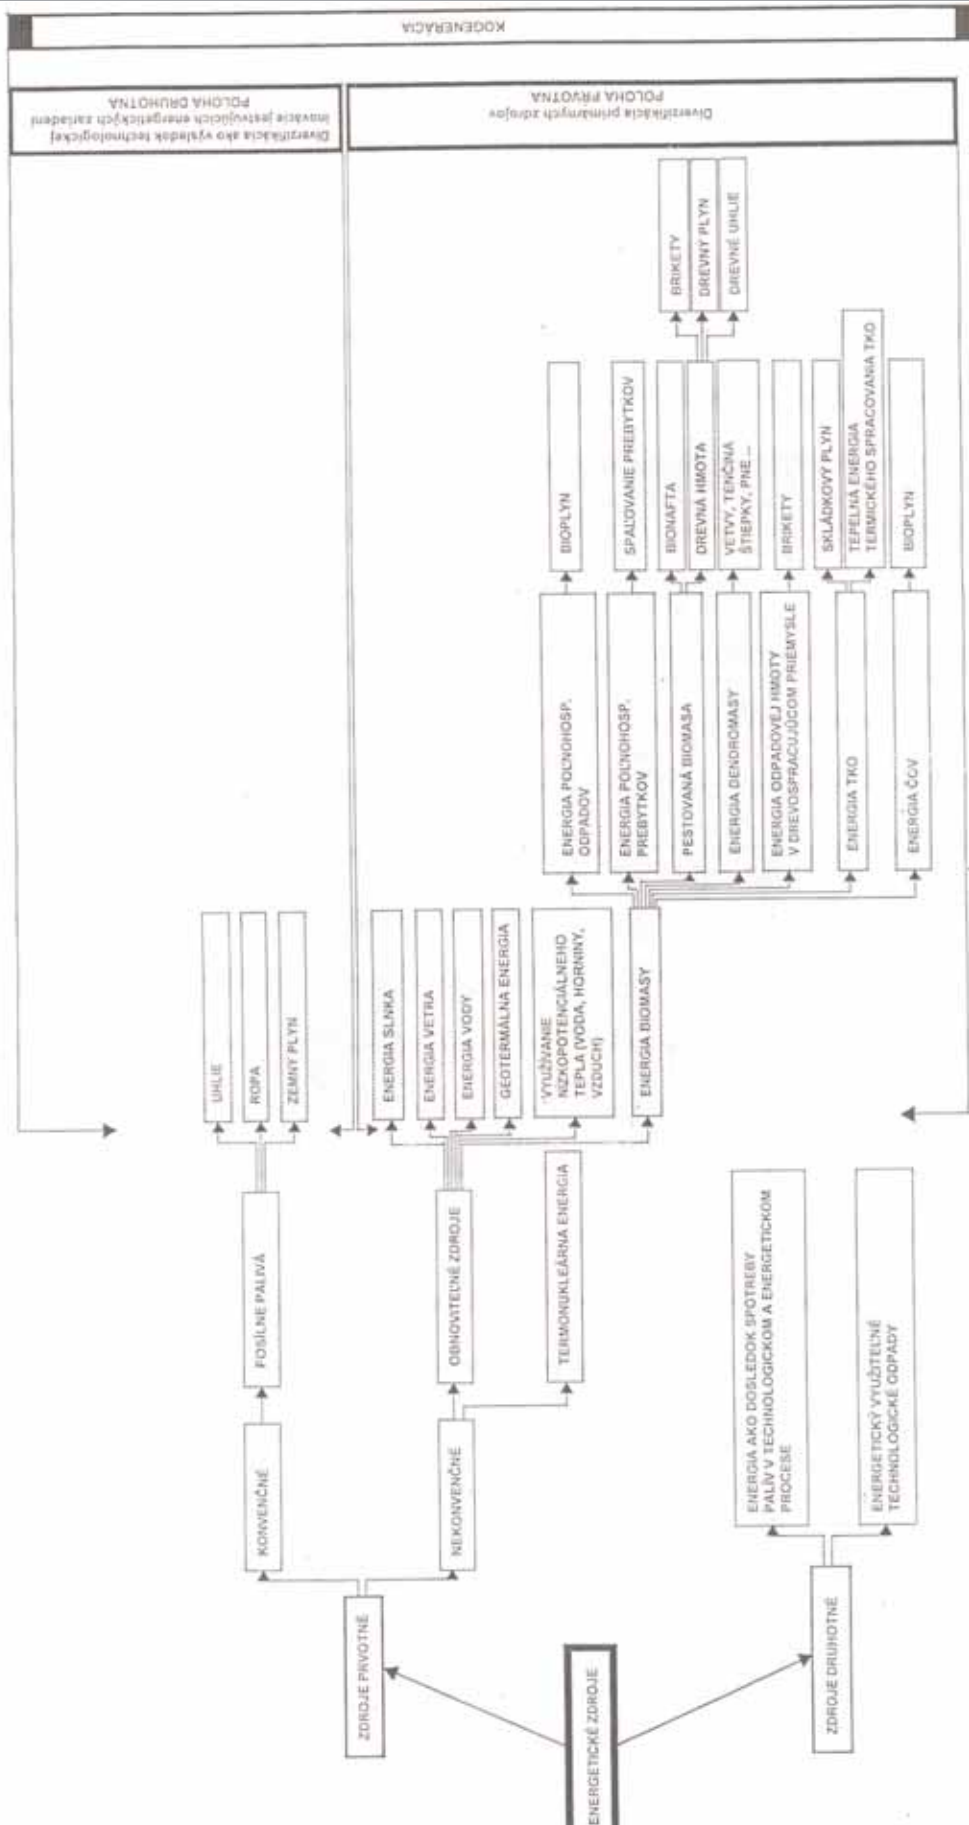 ENERGETICKÉ ZDROJE
ZDROJE PRVOTNÉ
ZDROJE DRUHOTNÉ
KONVENČNÉ
NEKONVENČNÉ
FOSÍLNE PALIVÁ
OBNOVITEĽNÉ ZDROJE
TERMONUKLEÁRNA ENERGIA
ENERGIA AKO DOSLEDOK SPOTREBY
PALÍV V TECHNOLOGICKOM A ENERGETICKOM
PROCESE
ENERGETICKÝ VYUŽITEĽNÉ
TECHNOLOGICKÉ ODPADY
UHLIE
ROPA
ZEMNÝ PLYN
ENERGIA SLNKA
ENERGIA VETRA
ENERGIA VODY
GEOTERMÁLNA ENERGIA
VYUŽÍVANIE
NÍZKOPOTENCIÁLNEHO
TEPLA (VODA, HORNINY,
VZDUCH)
ENERGIA BIOMASY
ENERGIA POĽNOHOSP.
ODPADOV
ENERGIA POĽNOHOSP.
PREBYTKOV
PESTOVANÁ BIOMASA
ENERGIA DENDROMASY
ENERGIA ODPADOVEJ HMOTY
V DREVOSPRACUJÚCOM PRIEMYSLE
ENERGIA TKO
ENERGIA ČOV
BIOPLYN
SPAĽOVANIE PREBYTKOV
BIONAFTA
DREVNÁ HMOTA
VETVY, TENČINA
ŠTIEPKY, PNE ...
BRIKETY
SKLÁDKOVÝ PLYN
TEPELNÁ ENERGIA
TERMICKÉHO SPRACOVANIA TKO
BIOPLYN
BRIKETY
DREVNÝ PLYN
DREVNÉ UHLIE
Diverzifikácia ako výsledok technologickej
inovácie jestvujúcich energetických zariadení
POLOHA DRUHOTNÁ
Diverzifikácia primárnych zdrojov
POLOHA PRVOTNÁ
KOGENERÁCIA